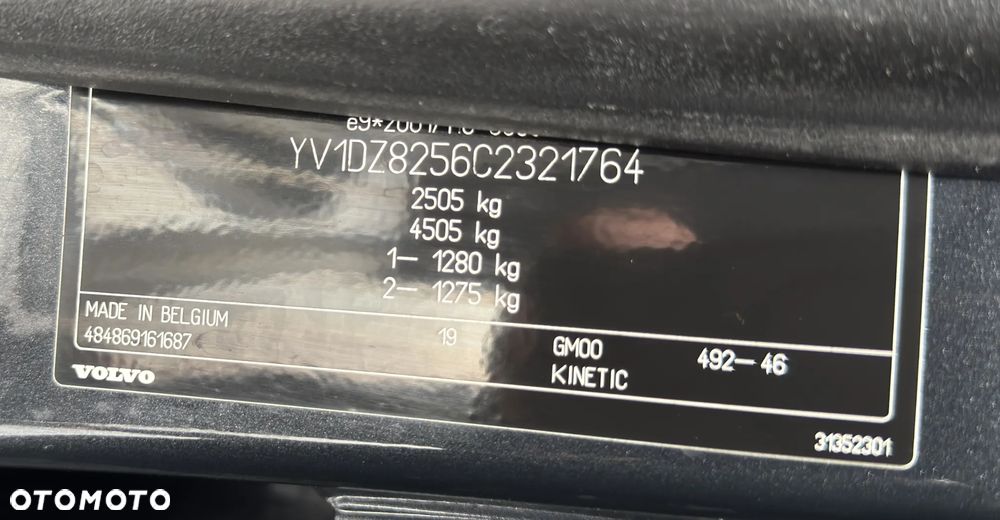 YV1DZ8256C2321764
2505 kg
4505 kg
1– 1280 kg
2– 1275 kg
MADE IN BELGIUM
484869161687
19
GM00
492–46
KINETIC
VOLVO
31352301
OTOMOTO